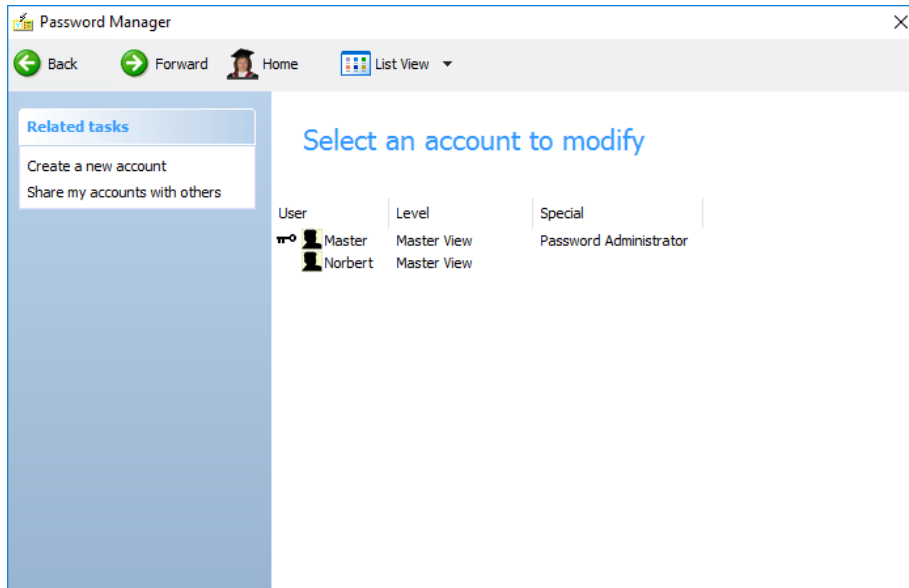 Password Manager
Back Forward Home List View
Related tasks
Create a new account
Share my accounts with others
Select an account to modify
User Level Special
Master Master View Password Administrator
Norbert Master View